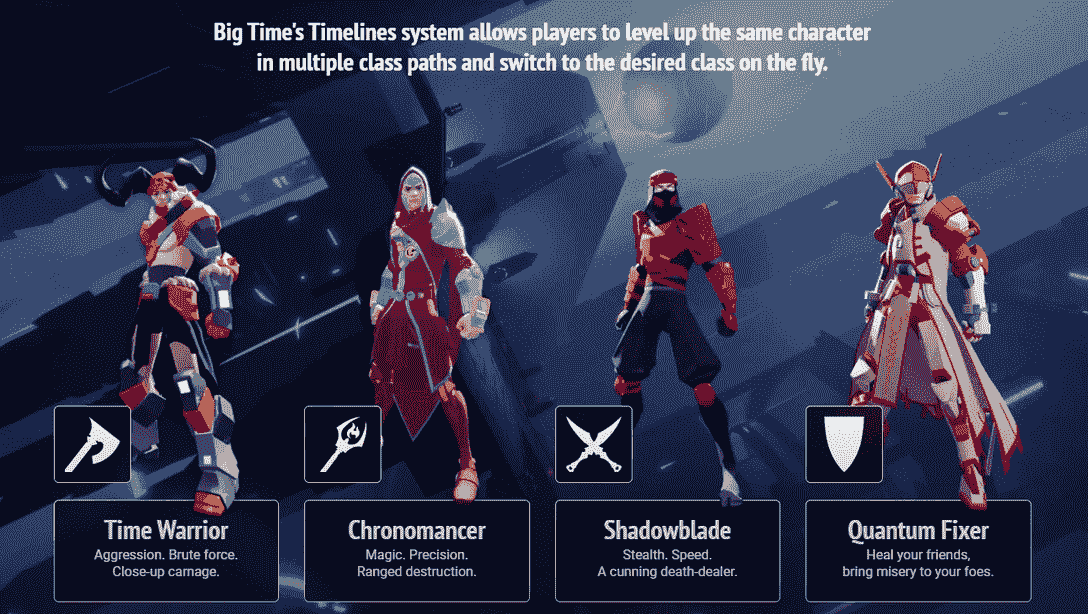 Big Time's Timelines system allows players to level up the same character
in multiple class paths and switch to the desired class on the fly.
Time Warrior
Aggression. Brute force.
Close-up carnage.
Chronomancer
Magic. Precision.
Ranged destruction.
Shadowblade
Stealth. Speed.
A cunning death-dealer.
Quantum Fixer
Heal your friends,
bring misery to your foes.